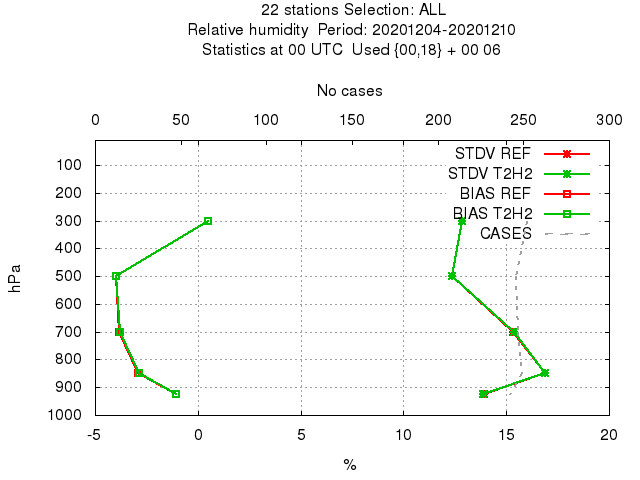 22 stations Selection: ALL
Relative humidity Period: 20201204-20201210
Statistics at 00 UTC Used {00,18} + 00 06
No cases
0 50 100 150 200 250 300
STDV REF
STDV T2H2
BIAS REF
BIAS T2H2
CASES
hPa
100
200
300
400
500
600
700
800
900
1000
-5 0 5 10 15 20
%